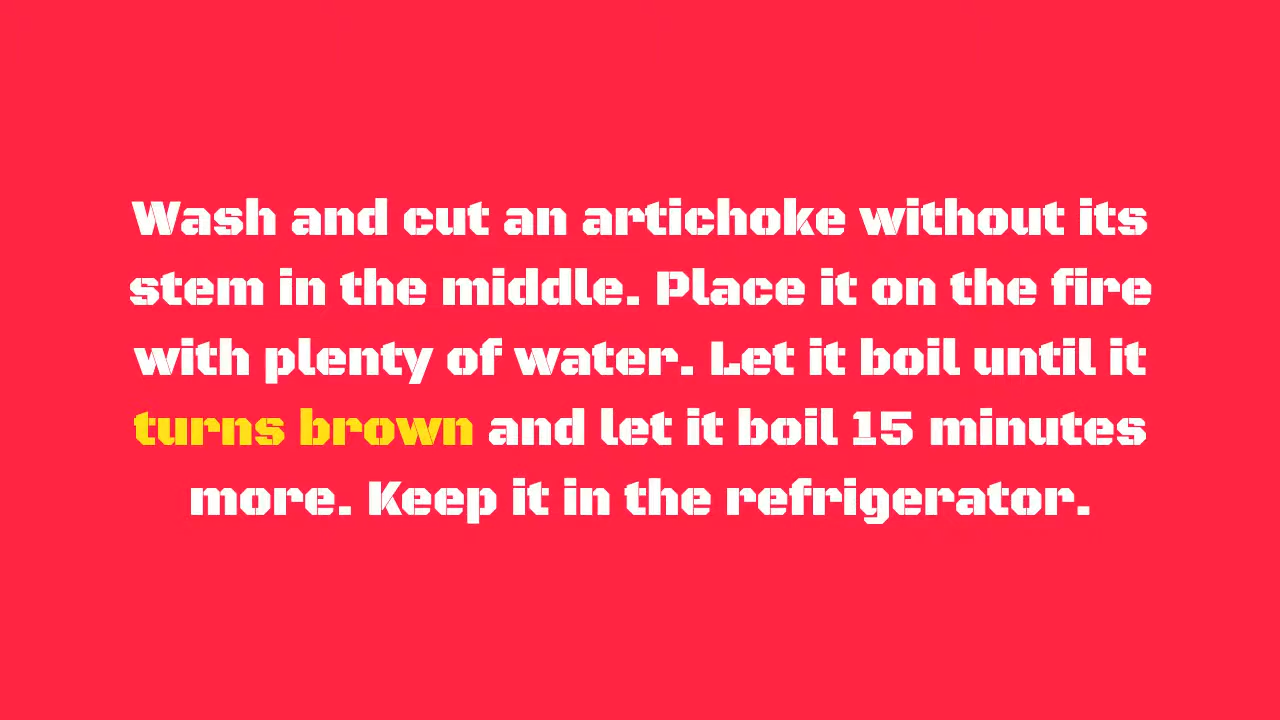 Wash and cut an artichoke without its
stem in the middle. Place it on the fire
with plenty of water. Let it boil until it
turns brown and let it boil 15 minutes
more. Keep it in the refrigerator.